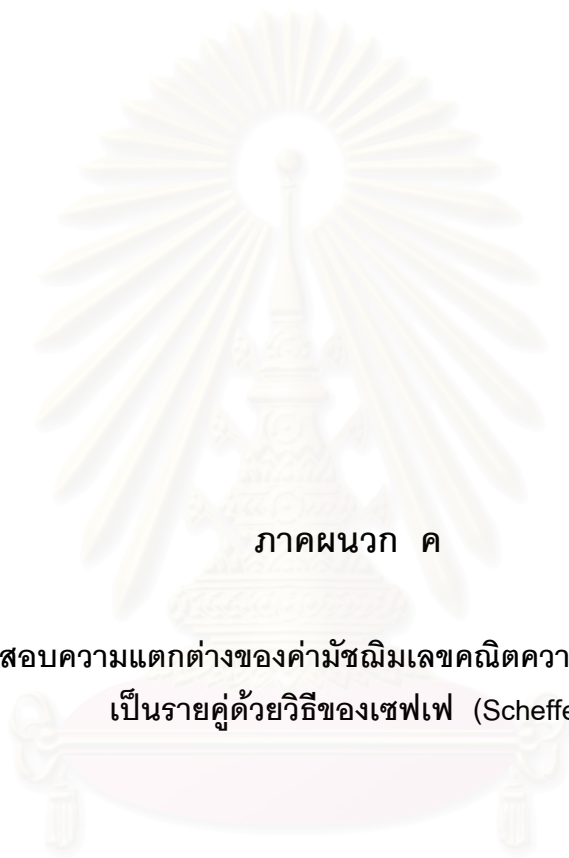 ภาคผนวก ค
สอบความแตกต่างของค่ามัชฌิมเลขคณิตควา
เป็นรายคู่ด้วยวิธีของเซฟเฟ (Scheffe